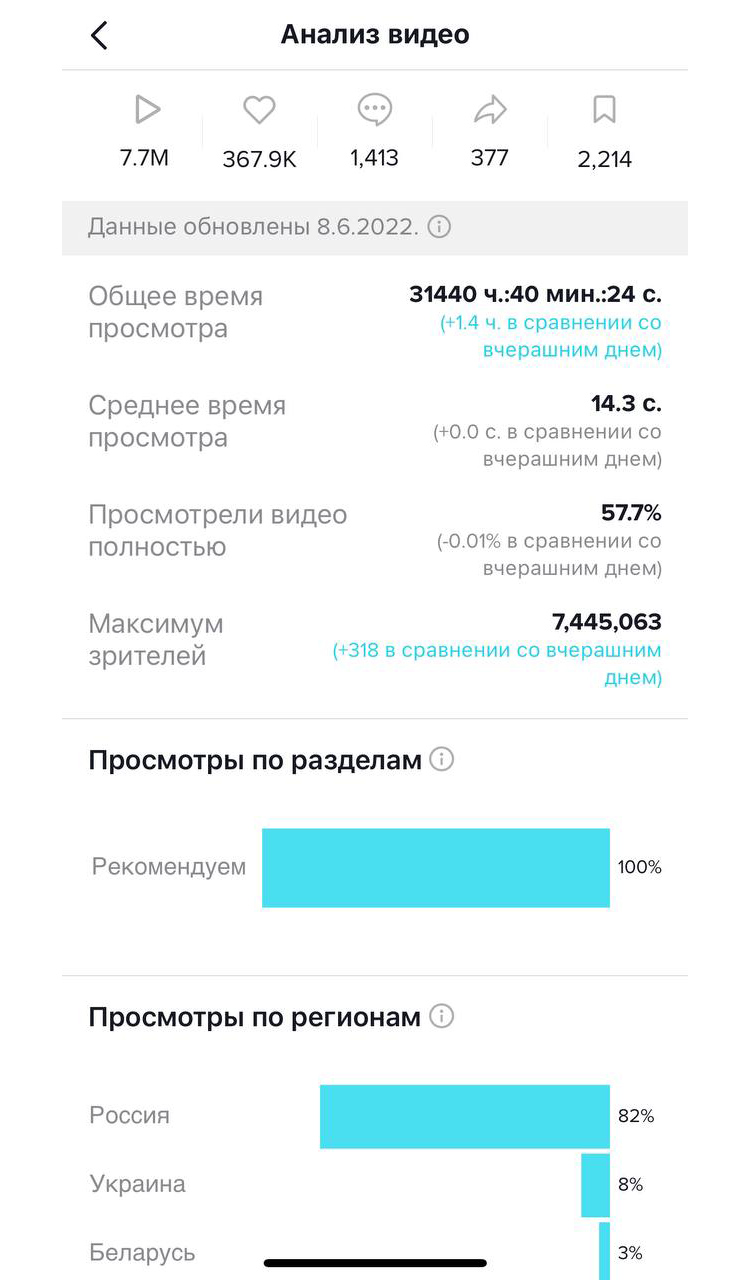 Анализ видео
7.7M 367.9K 1,413 377 2,214
Данные обновлены 8.6.2022.
Общее время просмотра
31440 ч.:40 мин.:24 с.
(+1.4 ч. в сравнении со
вчерашним днем)
Среднее время
просмотра
14.3 с.
(+0.0 с. в сравнении со
вчерашним днем)
Просмотрели видео
полностью
57.7%
(-0.01% в сравнении со
вчерашним днем)
Максимум
зрителей
7,445,063
(+318 в сравнении со вчерашним
днем)
Просмотры по разделам
Рекомендуем 100%
Просмотры по регионам
Россия 82%
Украина 8%
Беларусь 3%